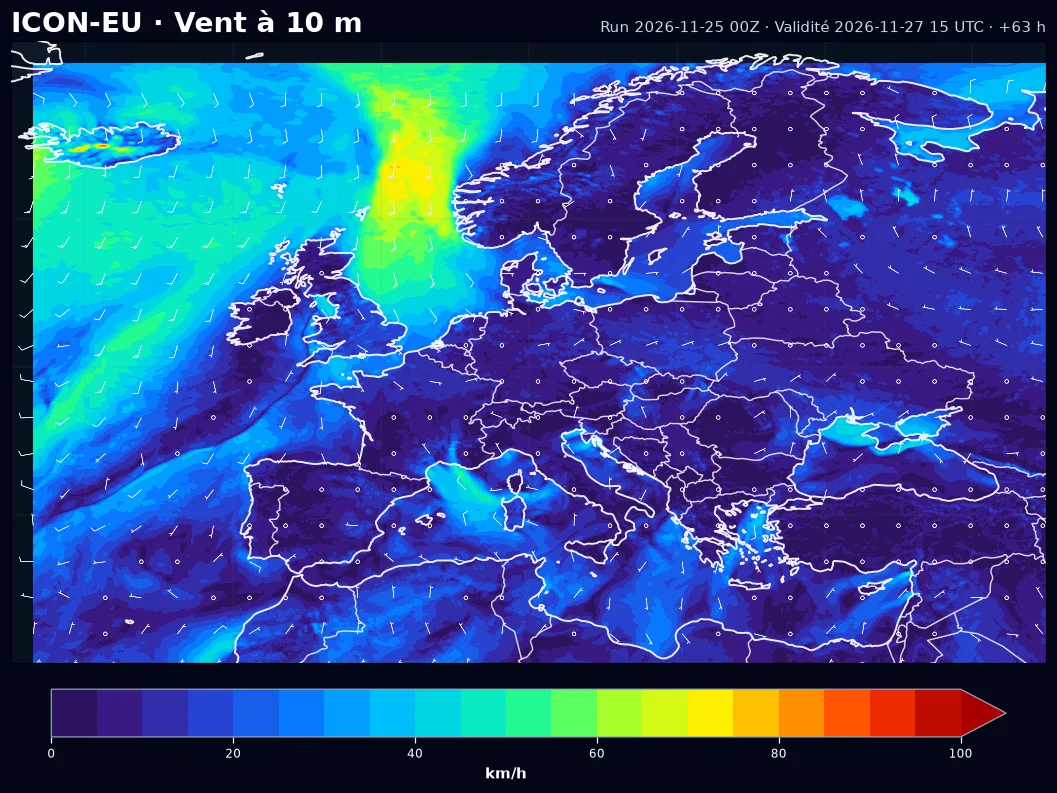 ICON-EU · Vent à 10 m
Run 2026-11-25 00Z · Validité 2026-11-27 15 UTC · +63 h
0 20 40 60 80 100
km/h